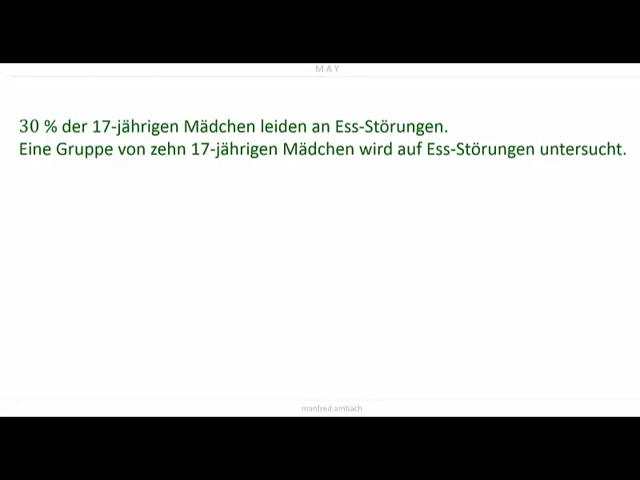 MAY
30 % der 17-jährigen Mädchen leiden an Ess-Störungen.
Eine Gruppe von zehn 17-jährigen Mädchen wird auf Ess-Störungen untersucht.
manfred.ambach